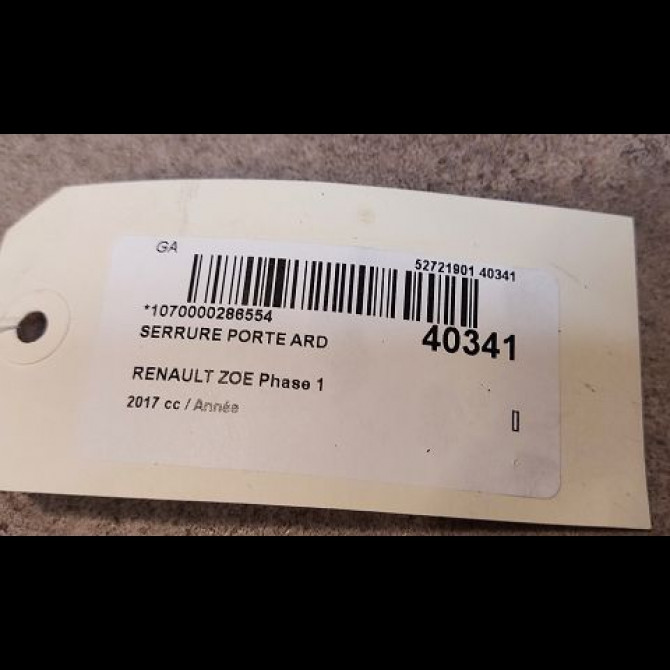 GA
52721901 40341
*1070000286554
SERRURE PORTE ARD
40341
RENAULT ZOE Phase 1
2017 cc / Année